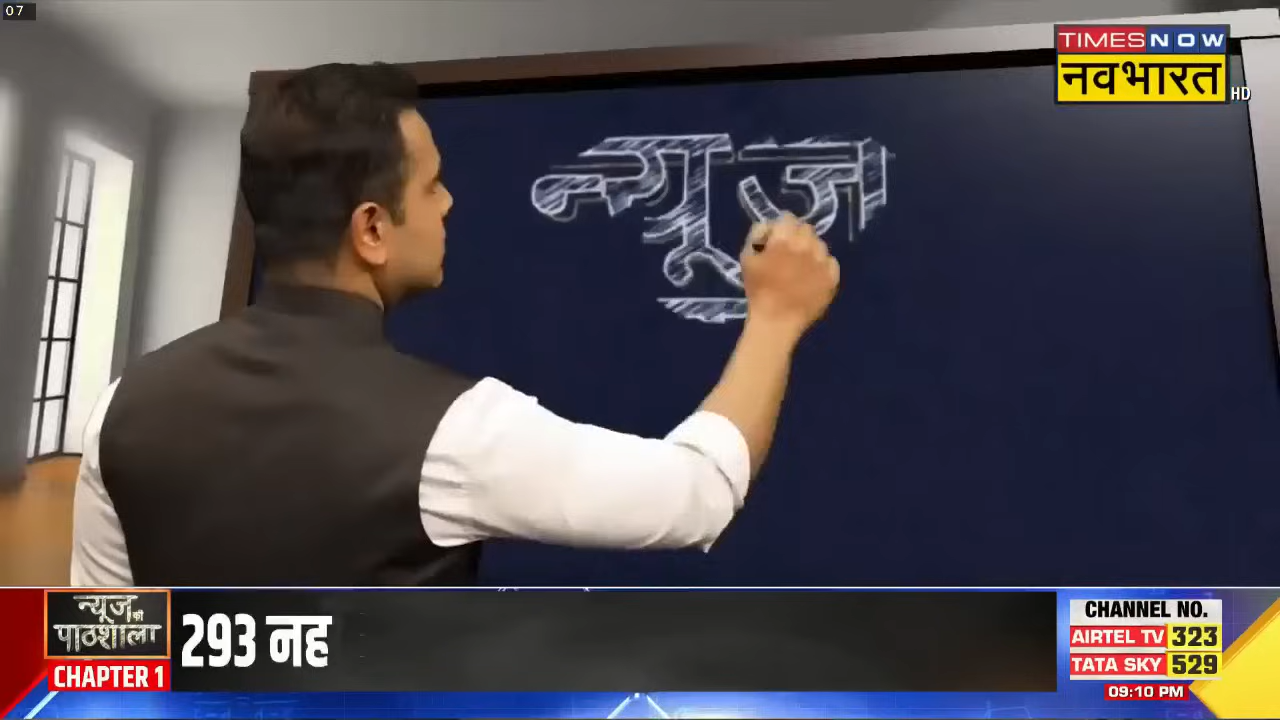 07
TIMES NOW
नवभारत HD
न्यूज
न्यूज की
पाठशाला
CHAPTER 1
293 नह
CHANNEL NO.
AIRTEL TV 323
TATA SKY 529
09:10 PM